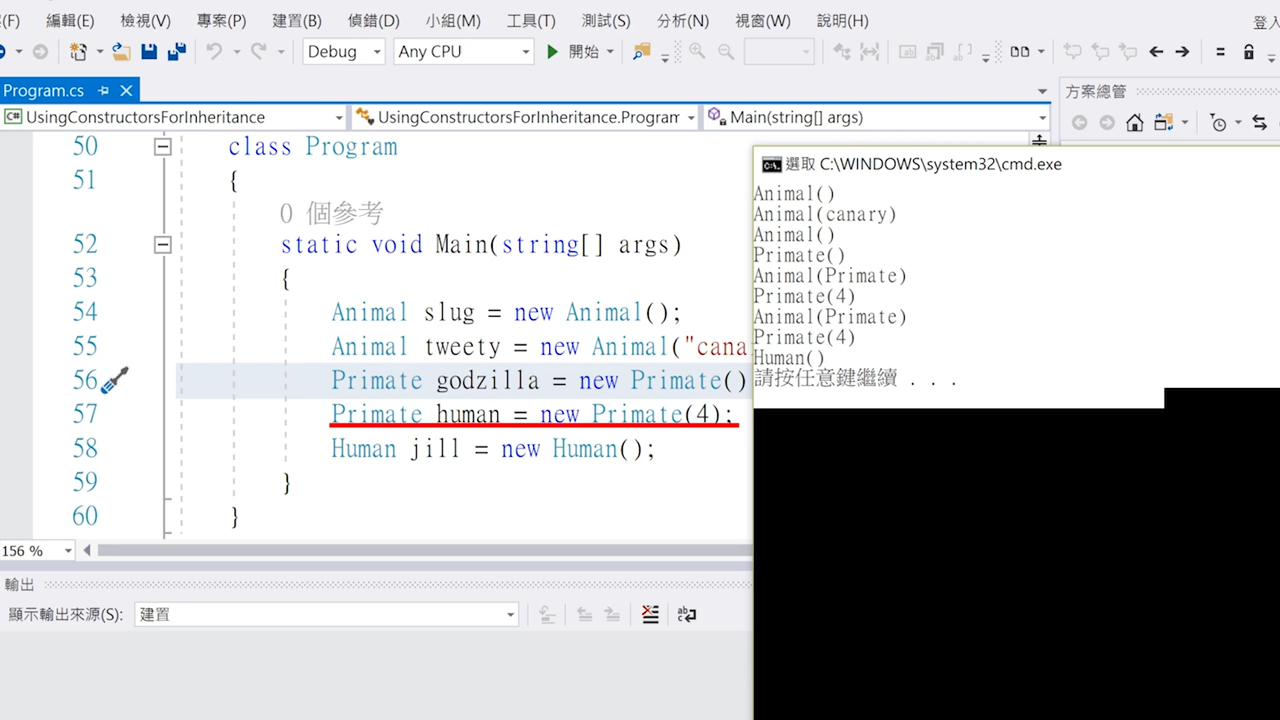 (F) 編輯(E) 檢視(V) 專案(P) 建置(B) 偵錯(D) 小組(M) 工具(T) 測試(S) 分析(N) 視窗(W) 說明(H)
登入
Debug Any CPU 開始
Program.cs
方案總管
C# UsingConstructorsForInheritance UsingConstructorsForInheritance.Program Main(string[] args)
50 class Program
51 {
0 個參考
52 static void Main(string[] args)
53 {
54 Animal slug = new Animal();
55 Animal tweety = new Animal("cana
56 Primate godzilla = new Primate()
57 Primate human = new Primate(4);
58 Human jill = new Human();
59 }
60 }
156 %
輸出
顯示輸出來源(S): 建置
選取 C:\WINDOWS\system32\cmd.exe
Animal()
Animal(canary)
Animal()
Primate()
Animal(Primate)
Primate(4)
Animal(Primate)
Primate(4)
Human()
請按任意鍵繼續 . . .